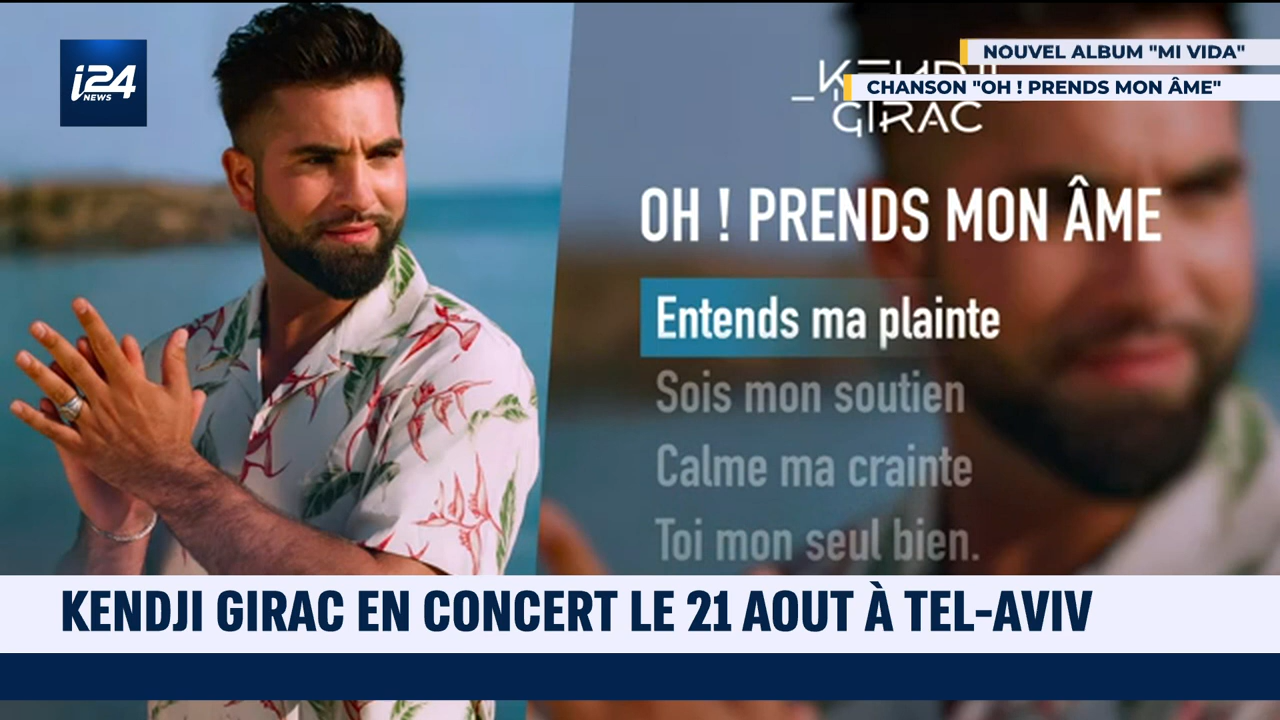 i24
NEWS
NOUVEL ALBUM "MI VIDA"
CHANSON "OH ! PRENDS MON ÂME"
KENDJI
GIRAC
OH ! PRENDS MON ÂME
Entends ma plainte
Sois mon soutien
Calme ma crainte
Toi mon seul bien.
KENDJI GIRAC EN CONCERT LE 21 AOUT À TEL-AVIV